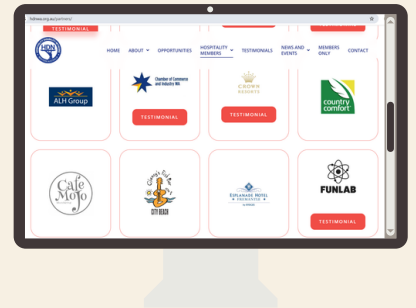 hdnwa.org.au/partners/
TESTIMONIAL
HDN
HOME
ABOUT
OPPORTUNITIES
HOSPITALITY
MEMBERS
TESTIMONIALS
NEWS AND
EVENTS
MEMBERS
ONLY
CONTACT
ALH Group
Chamber of Commerce
and Industry WA
TESTIMONIAL
CROWN
RESORTS
TESTIMONIAL
country
comfort
Café
Mojo
CITY BEACH
ESPLANADE HOTEL
FREMANTLE
FUNLAB
TESTIMONIAL